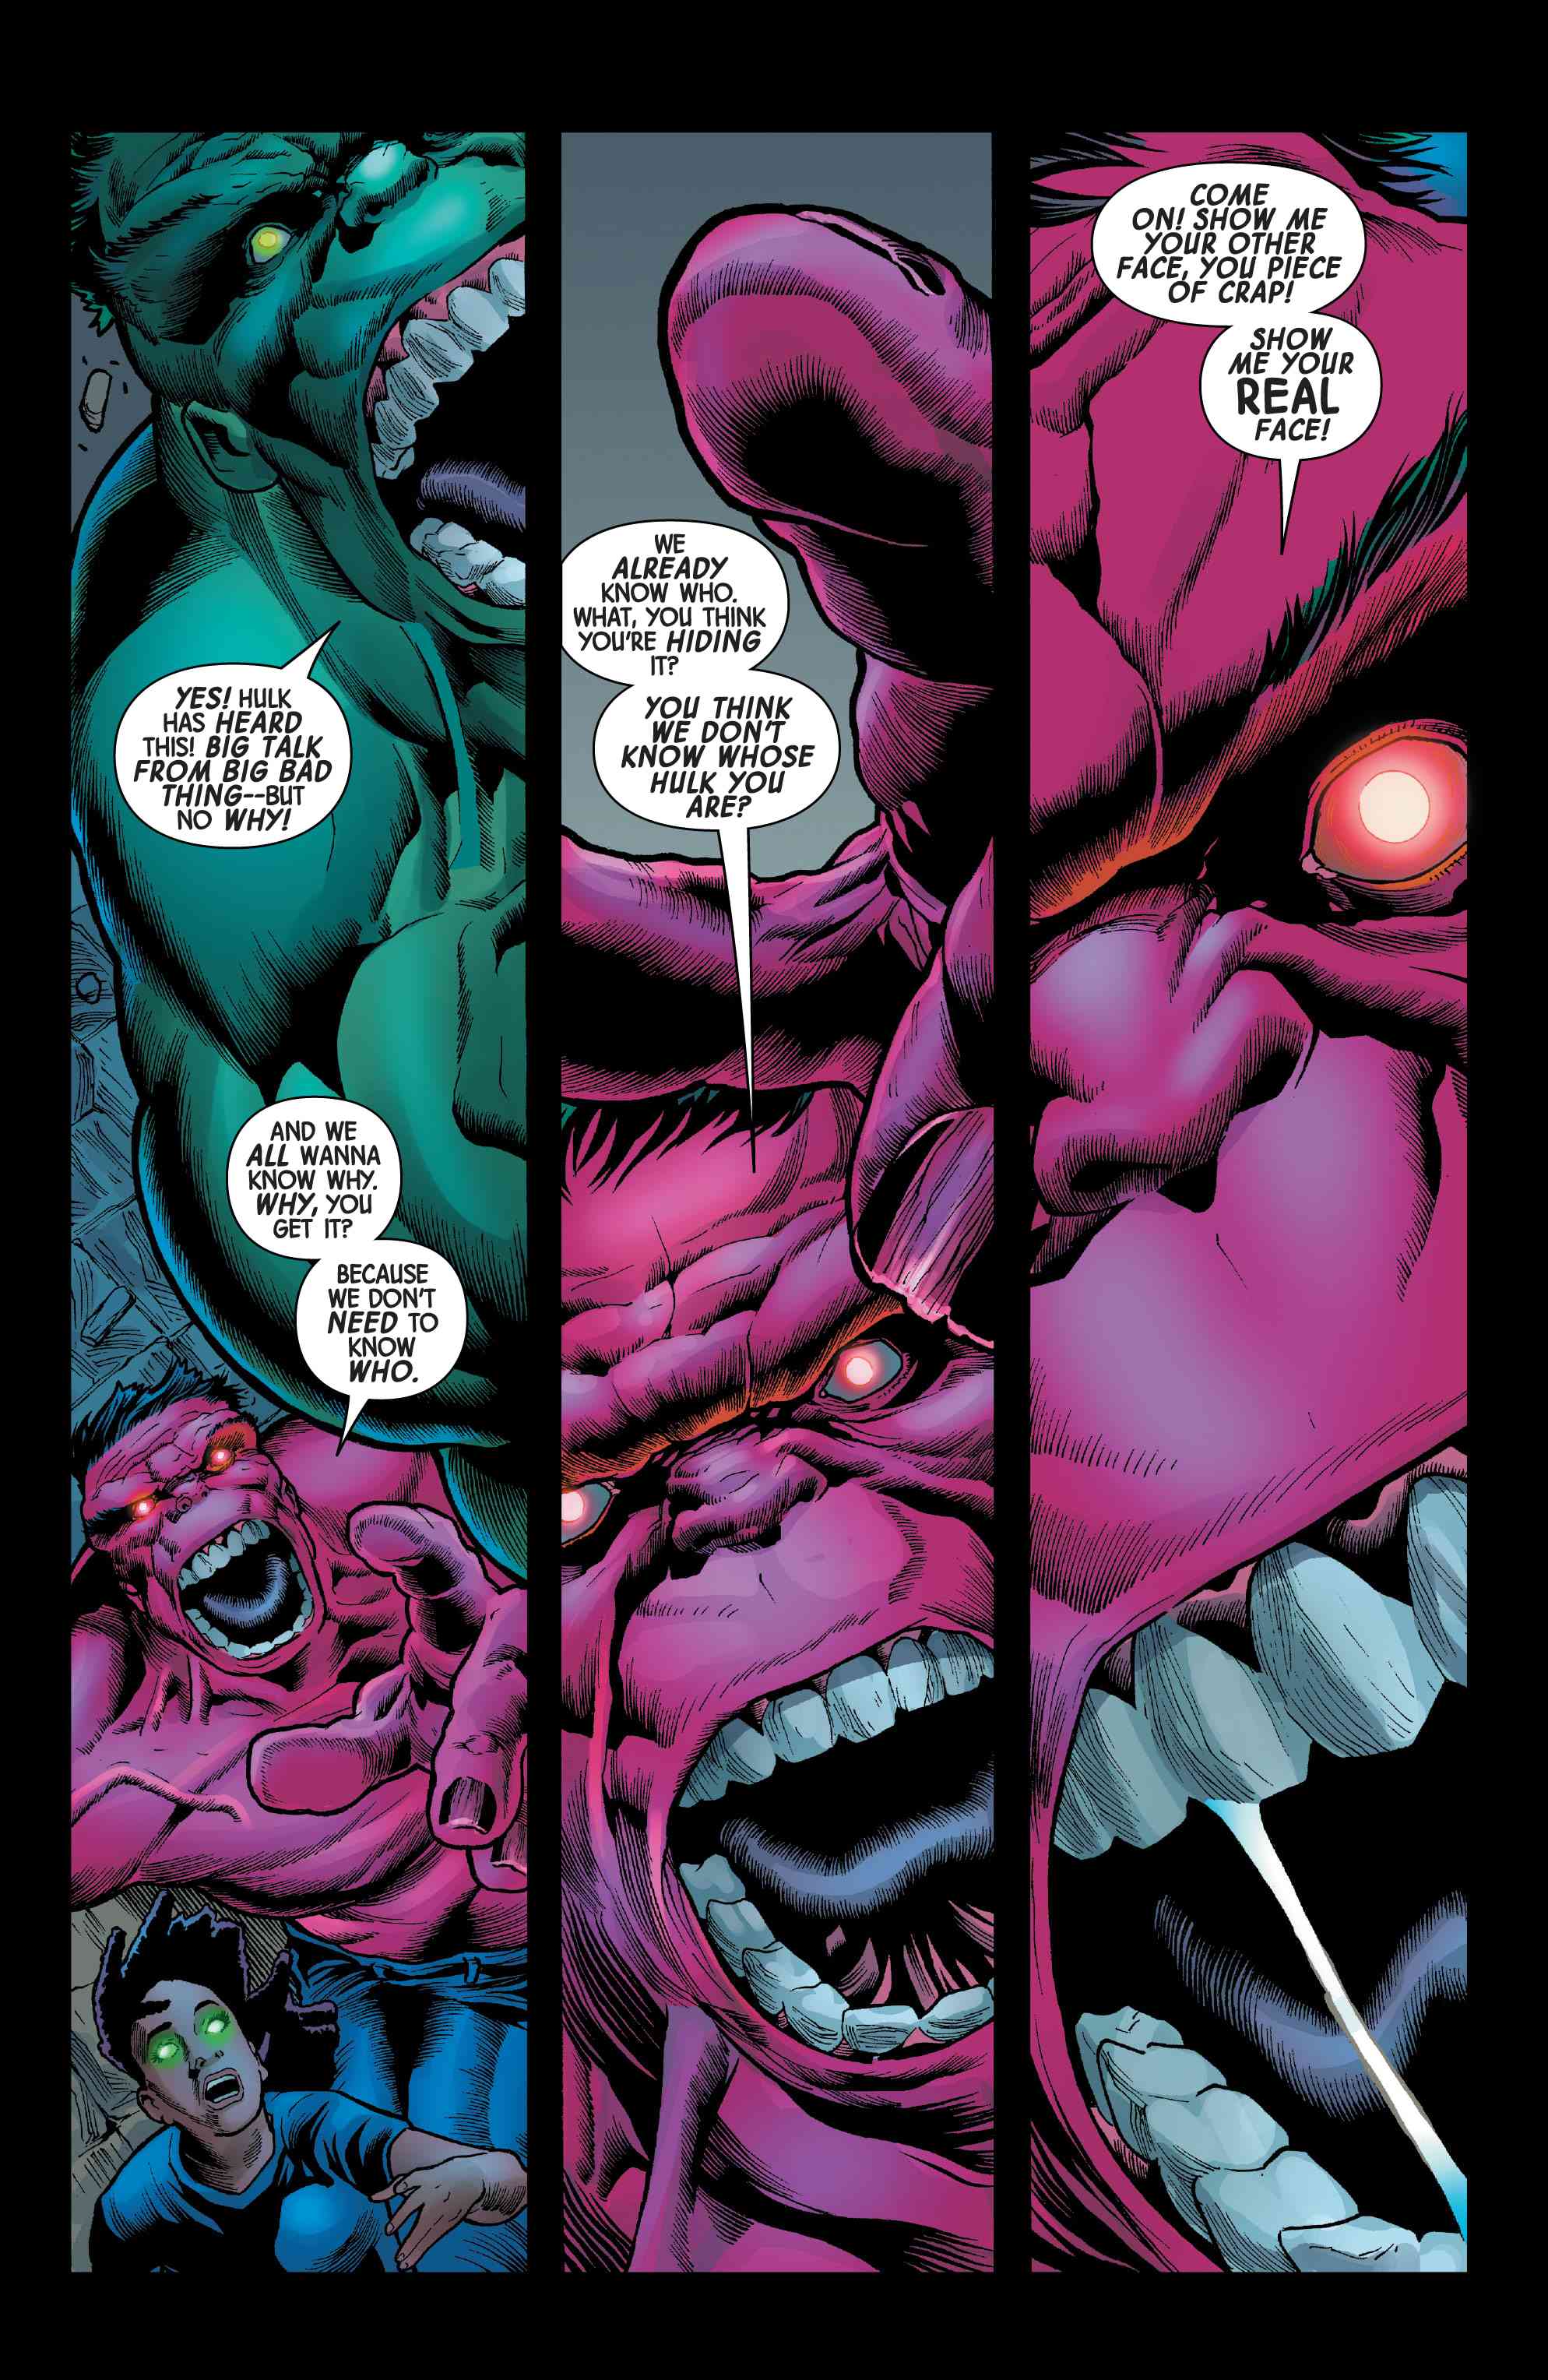 YES! HULK
HAS HEARD
THIS! BIG TALK
FROM BIG BAD
THING--BUT
NO WHY!
AND WE
ALL WANNA
KNOW WHY.
WHY, YOU
GET IT?
BECAUSE
WE DON'T
NEED TO
KNOW
WHO.
WE
ALREADY
KNOW WHO.
WHAT, YOU THINK
YOU'RE HIDING
IT?
YOU THINK
WE DON'T
KNOW WHOSE
HULK YOU
ARE?
COME
ON! SHOW ME
YOUR OTHER
FACE, YOU PIECE
OF CRAP!
SHOW
ME YOUR
REAL
FACE!